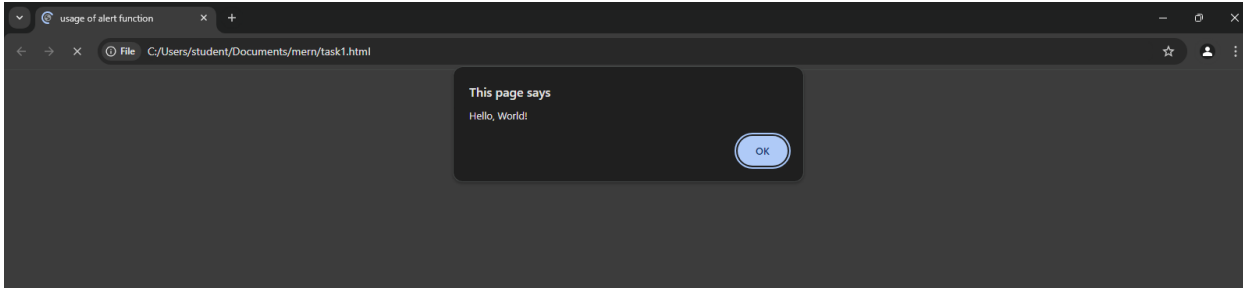 usage of alert function
File C:/Users/student/Documents/mern/task1.html
This page says
Hello, World!
OK